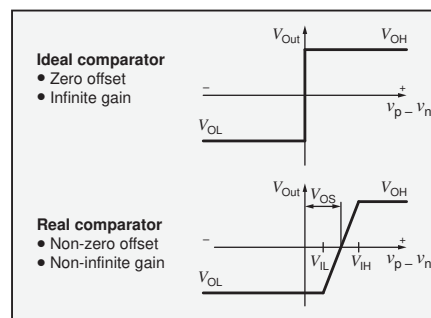 Ideal comparator
● Zero offset
● Infinite gain
V_Out
V_OH
−
+
V_OL
v_p − v_n
Real comparator
● Non-zero offset
● Non-infinite gain
V_Out
V_OS
V_OH
−
+
V_OL
V_IL
V_IH
v_p − v_n